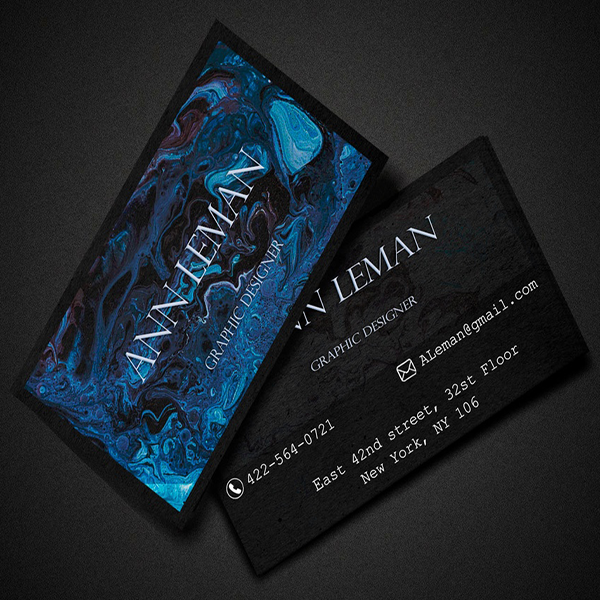 ANN LEMAN
GRAPHIC DESIGNER
NN LEMAN
GRAPHIC DESIGNER
ALeman@gmail.com
422-564-0721
East 42nd street, 32st Floor
New York, NY 106